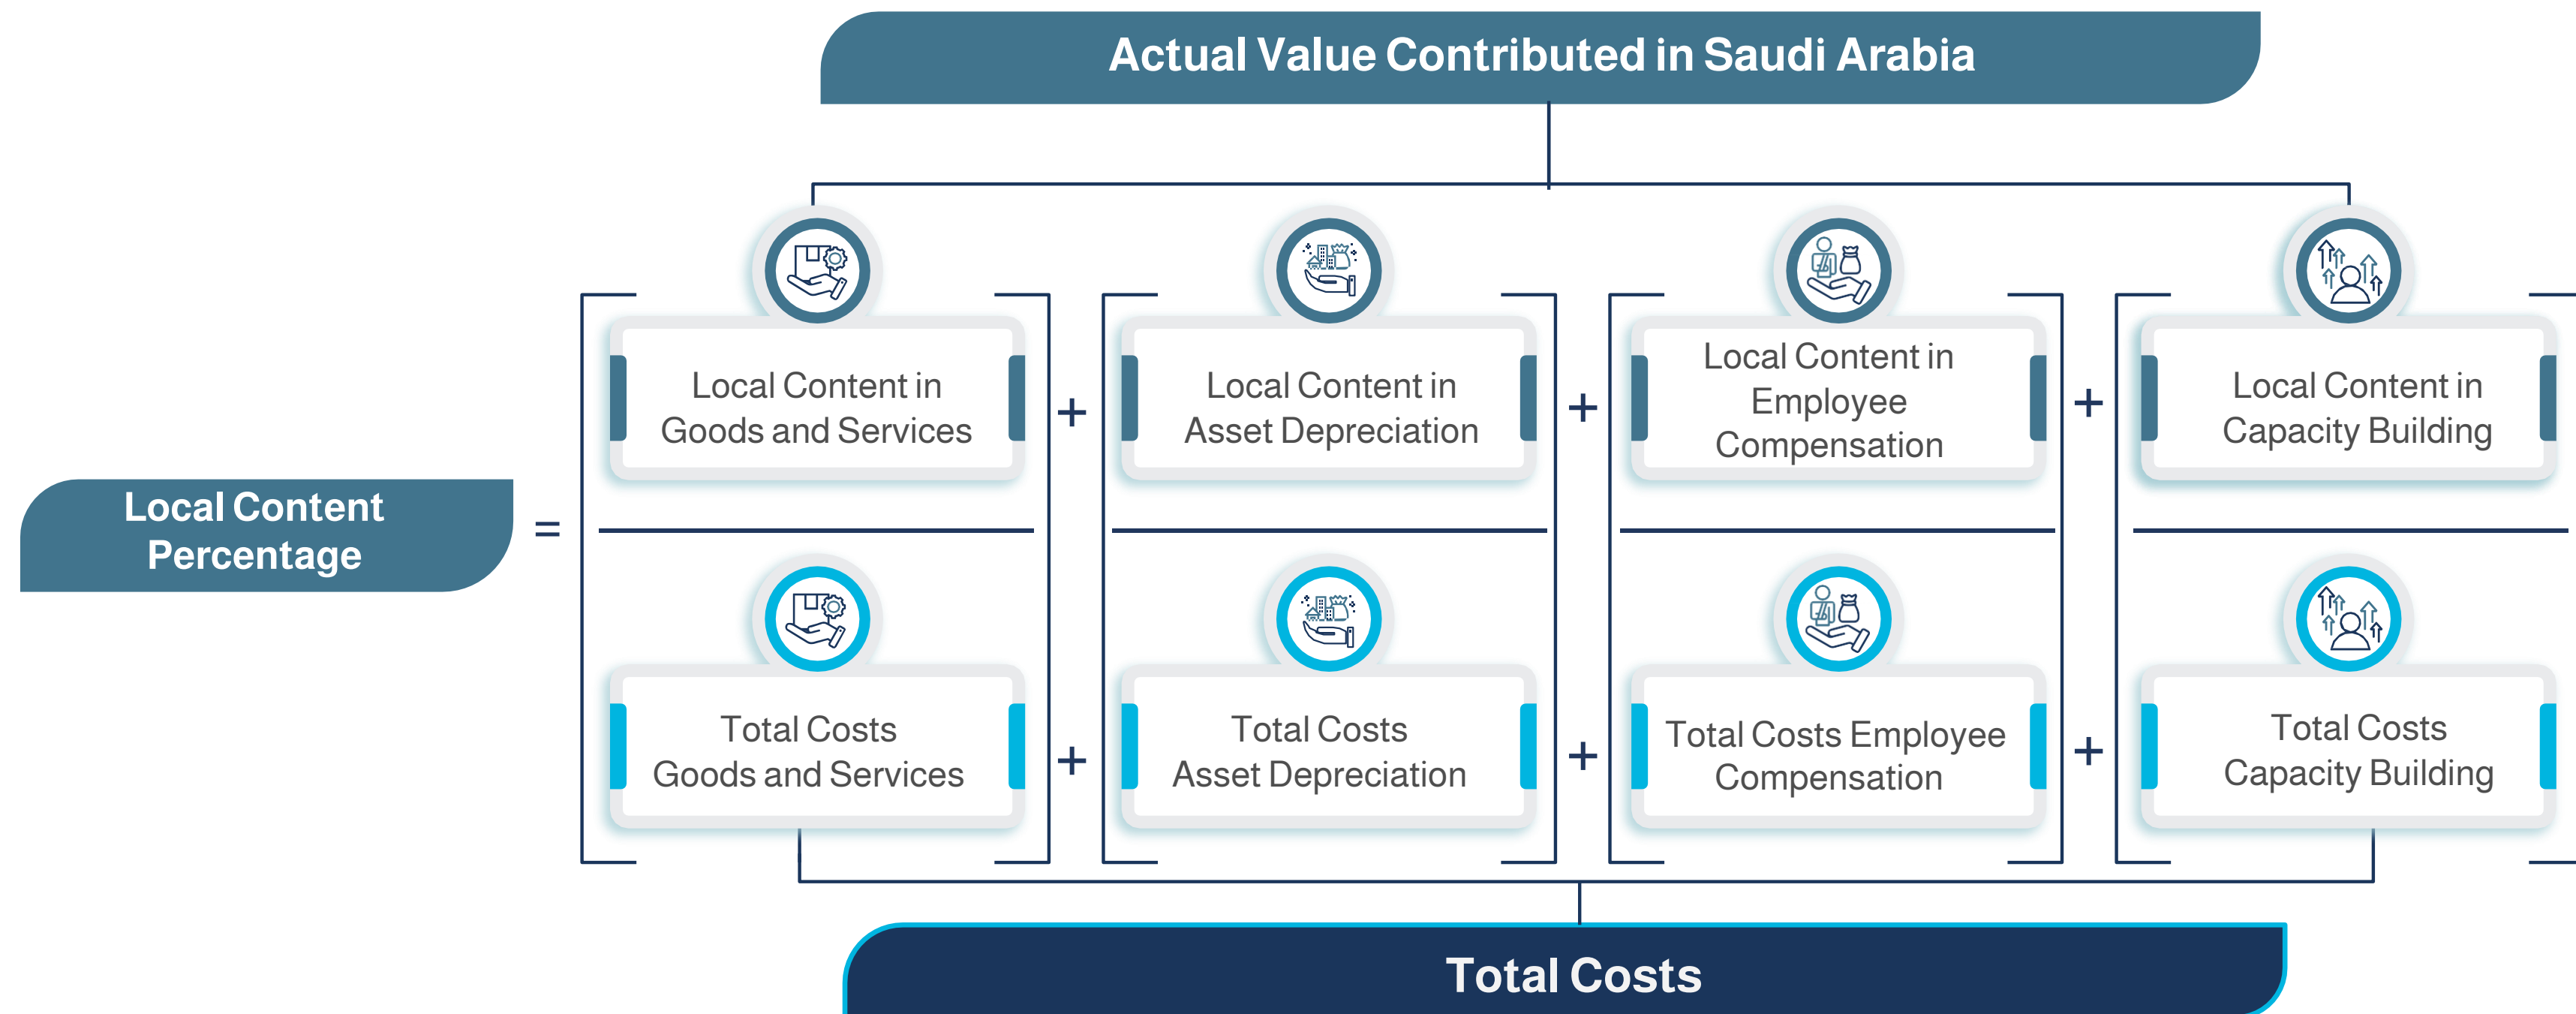 Actual Value Contributed in Saudi Arabia
Local Content in
Goods and Services
+
Local Content in
Asset Depreciation
+
Local Content in
Employee
Compensation
+
Local Content in
Capacity Building
Local Content
Percentage
=
Total Costs
Goods and Services
+
Total Costs
Asset Depreciation
+
Total Costs Employee
Compensation
+
Total Costs
Capacity Building
Total Costs